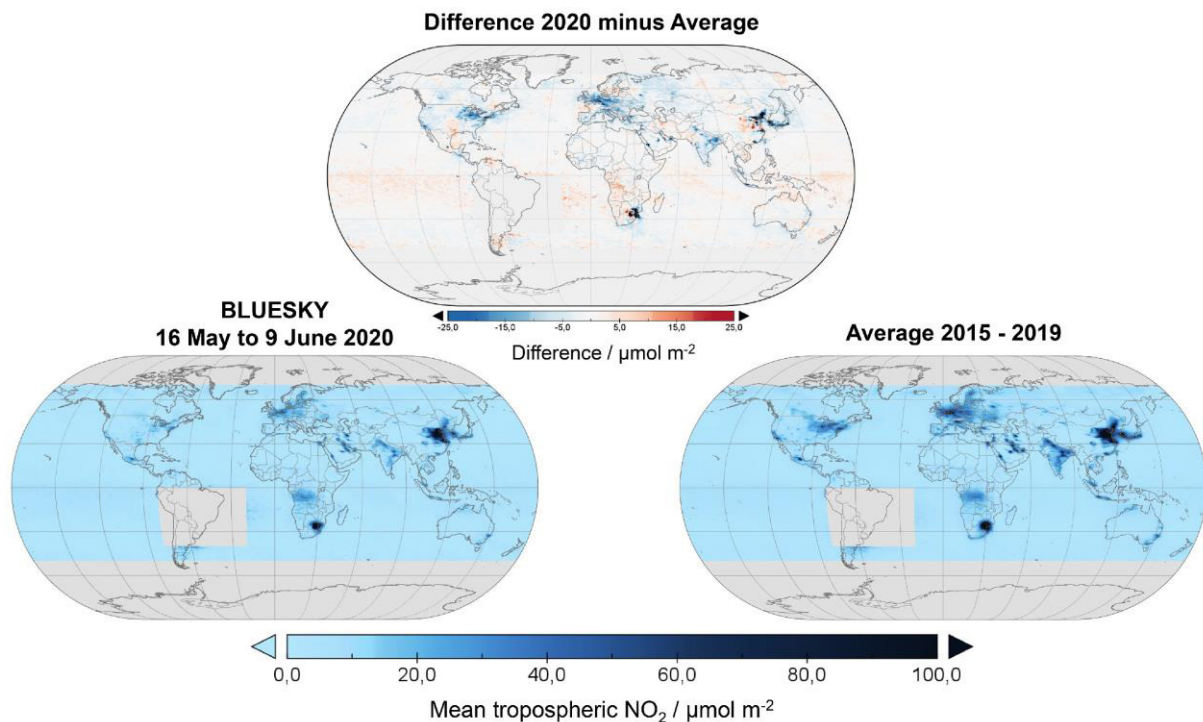 Difference 2020 minus Average
-25,0 -15,0 -5,0 5,0 15,0 25,0
Difference / µmol m⁻²
BLUESKY
16 May to 9 June 2020
Average 2015 - 2019
0,0 20,0 40,0 60,0 80,0 100,0
Mean tropospheric NO₂ / µmol m⁻²